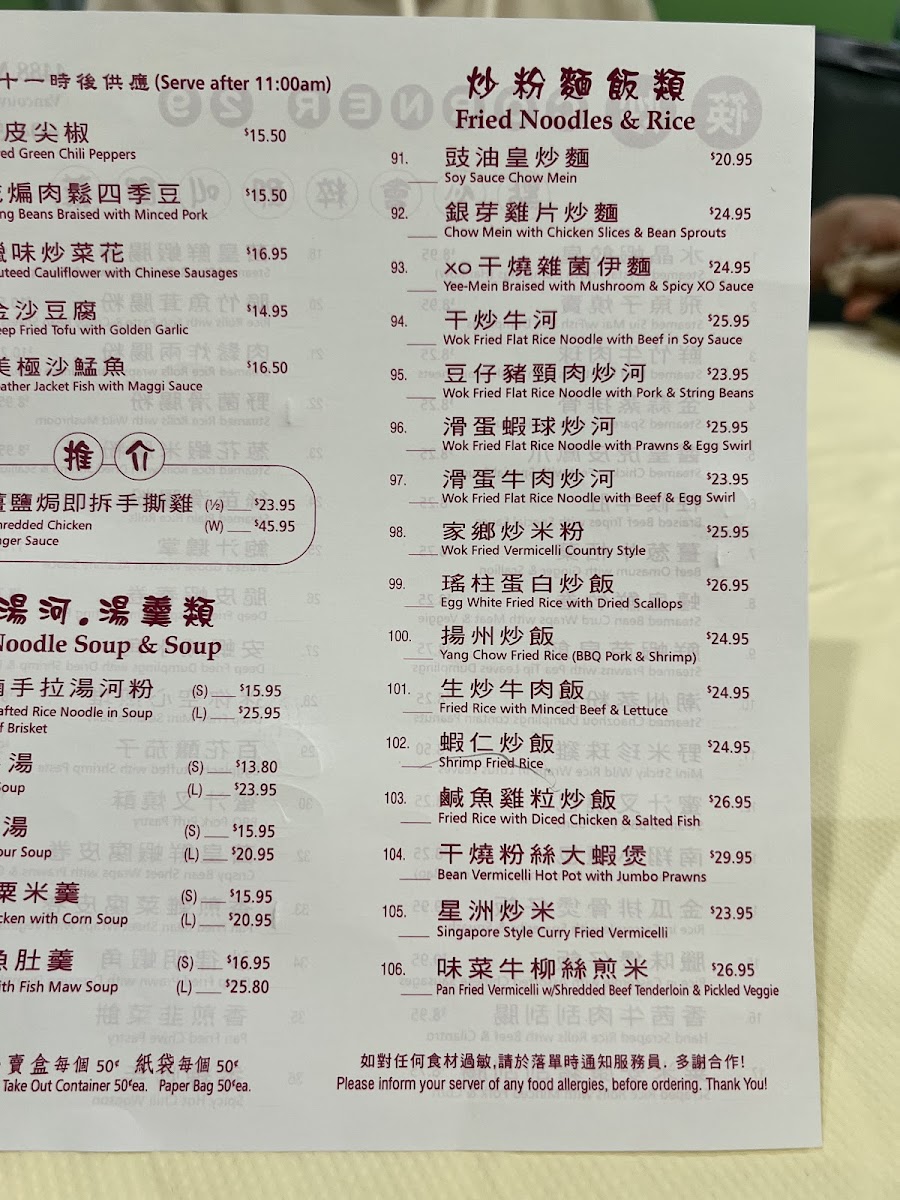 十一時後供應 (Serve after 11:00am)
皮尖椒 $15.50
ed Green Chili Peppers
煸肉鬆四季豆 $15.50
ng Beans Braised with Minced Pork
味炒菜花 $16.95
uteed Cauliflower with Chinese Sausages
金沙豆腐 $14.95
eep Fried Tofu with Golden Garlic
美極沙鯭魚 $16.50
eather Jacket Fish with Maggi Sauce
推介
鹽焗即拆手撕雞 (½) $23.95
hredded Chicken (W) $45.95
nger Sauce
湯河.湯羹類
Noodle Soup & Soup
手拉湯河粉 (S) $15.95
afted Rice Noodle in Soup (L) $25.95
f Brisket
湯 (S) $13.80
Soup (L) $23.95
湯 (S) $15.95
our Soup (L) $20.95
粟米羹 (S) $15.95
cken with Corn Soup (L) $20.95
魚肚羹 (S) $16.95
ith Fish Maw Soup (L) $25.80
賣盒每個 50¢ 紙袋每個 50¢
Take Out Container 50¢ea. Paper Bag 50¢ea.
炒粉麵飯類
Fried Noodles & Rice
91. 豉油皇炒麵 $20.95
Soy Sauce Chow Mein
92. 銀芽雞片炒麵 $24.95
Chow Mein with Chicken Slices & Bean Sprouts
93. XO干燒雜菌伊麵 $24.95
Yee-Mein Braised with Mushroom & Spicy XO Sauce
94. 干炒牛河 $25.95
Wok Fried Flat Rice Noodle with Beef in Soy Sauce
95. 豆仔豬頸肉炒河 $23.95
Wok Fried Flat Rice Noodle with Pork & String Beans
96. 滑蛋蝦球炒河 $25.95
Wok Fried Flat Rice Noodle with Prawns & Egg Swirl
97. 滑蛋牛肉炒河 $23.95
Wok Fried Flat Rice Noodle with Beef & Egg Swirl
98. 家鄉炒米粉 $25.95
Wok Fried Vermicelli Country Style
99. 瑤柱蛋白炒飯 $26.95
Egg White Fried Rice with Dried Scallops
100. 揚州炒飯 $24.95
Yang Chow Fried Rice (BBQ Pork & Shrimp)
101. 生炒牛肉飯 $24.95
Fried Rice with Minced Beef & Lettuce
102. 蝦仁炒飯 $24.95
Shrimp Fried Rice
103. 鹹魚雞粒炒飯 $26.95
Fried Rice with Diced Chicken & Salted Fish
104. 干燒粉絲大蝦煲 $29.95
Bean Vermicelli Hot Pot with Jumbo Prawns
105. 星洲炒米 $23.95
Singapore Style Curry Fried Vermicelli
106. 味菜牛柳絲煎米 $26.95
Pan Fried Vermicelli w/Shredded Beef Tenderloin & Pickled Veggie
如對任何食材過敏,請於落單時通知服務員. 多謝合作!
Please inform your server of any food allergies, before ordering. Thank You!